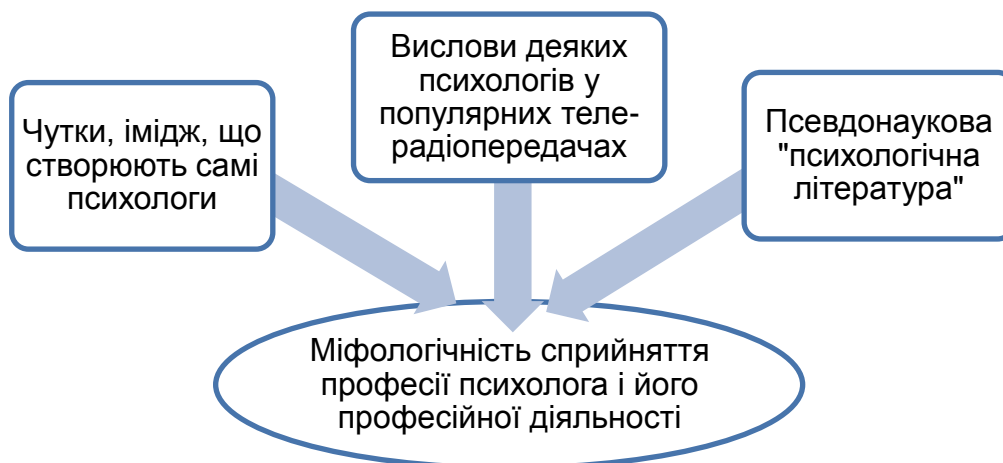 Чутки, імідж, що
створюють самі
психологи
Вислови деяких
психологів у
популярних теле-
радіопередачах
Псевдонаукова
"психологічна
література"
Міфологічність сприйняття
професії психолога і його
професійної діяльності